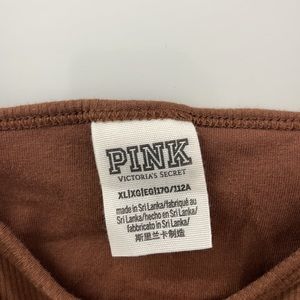 PINK
VICTORIA'S SECRET
XL|XG|EG|170/112A
made in Sri Lanka/fabriqué au
Sri Lanka/hecho en Sri Lanka/
fabbricato in Sri Lanka/
斯里兰卡制造